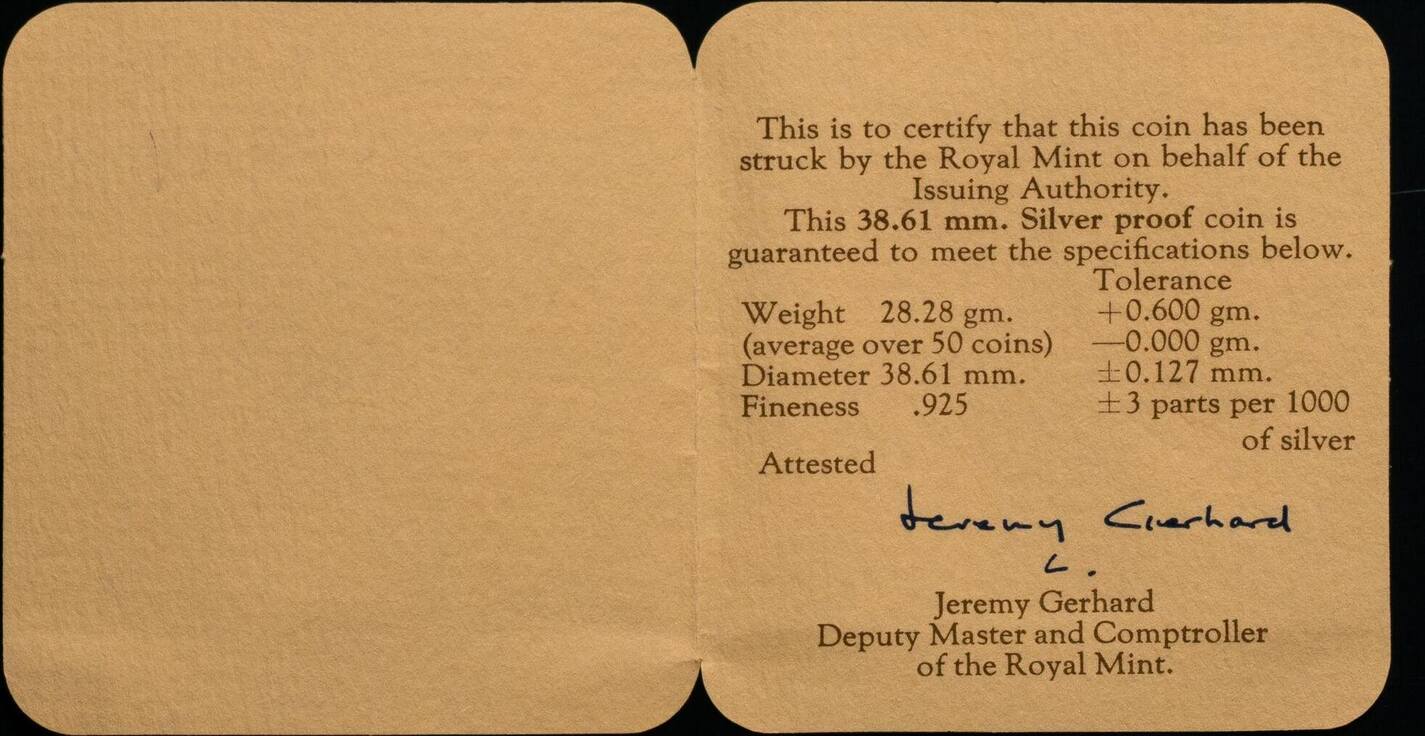 This is to certify that this coin has been
struck by the Royal Mint on behalf of the
Issuing Authority.
This 38.61 mm. Silver proof coin is
guaranteed to meet the specifications below.
Tolerance
Weight 28.28 gm. +0.600 gm.
(average over 50 coins) —0.000 gm.
Diameter 38.61 mm. ±0.127 mm.
Fineness .925 ±3 parts per 1000
of silver
Attested
Jeremy Gerhard
Jeremy Gerhard
Deputy Master and Comptroller
of the Royal Mint.